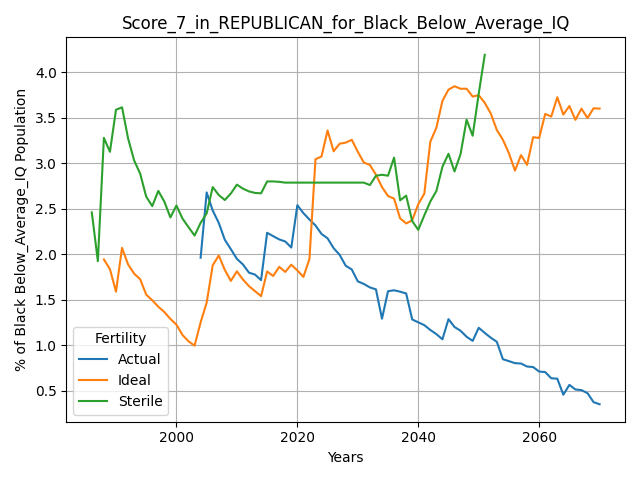 Score_7_in_REPUBLICAN_for_Black_Below_Average_IQ
% of Black Below_Average_IQ Population
4.0
3.5
3.0
2.5
2.0
1.5
1.0
0.5
Fertility
Actual
Ideal
Sterile
2000
2020
2040
2060
Years